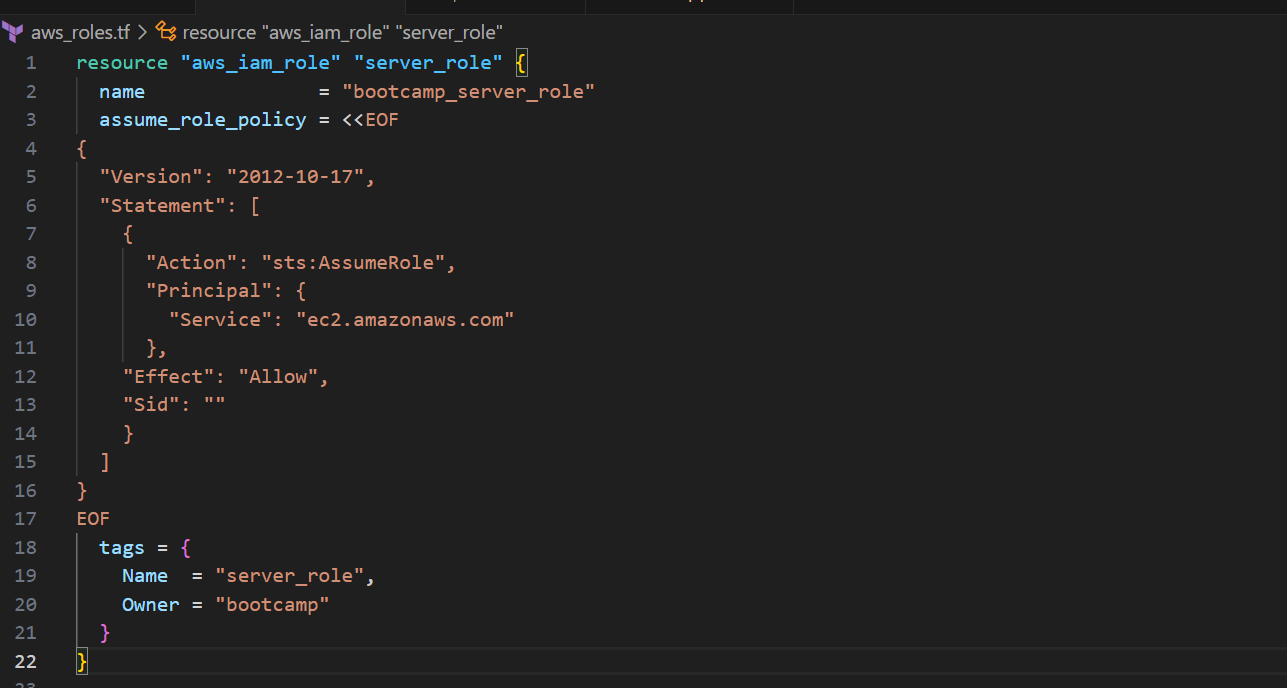 aws_roles.tf > resource "aws_iam_role" "server_role"
1 resource "aws_iam_role" "server_role" {
2   name               = "bootcamp_server_role"
3   assume_role_policy = <<EOF
4 {
5   "Version": "2012-10-17",
6   "Statement": [
7     {
8       "Action": "sts:AssumeRole",
9       "Principal": {
10         "Service": "ec2.amazonaws.com"
11       },
12     "Effect": "Allow",
13     "Sid": ""
14     }
15   ]
16 }
17 EOF
18   tags = {
19     Name  = "server_role",
20     Owner = "bootcamp"
21   }
22 }